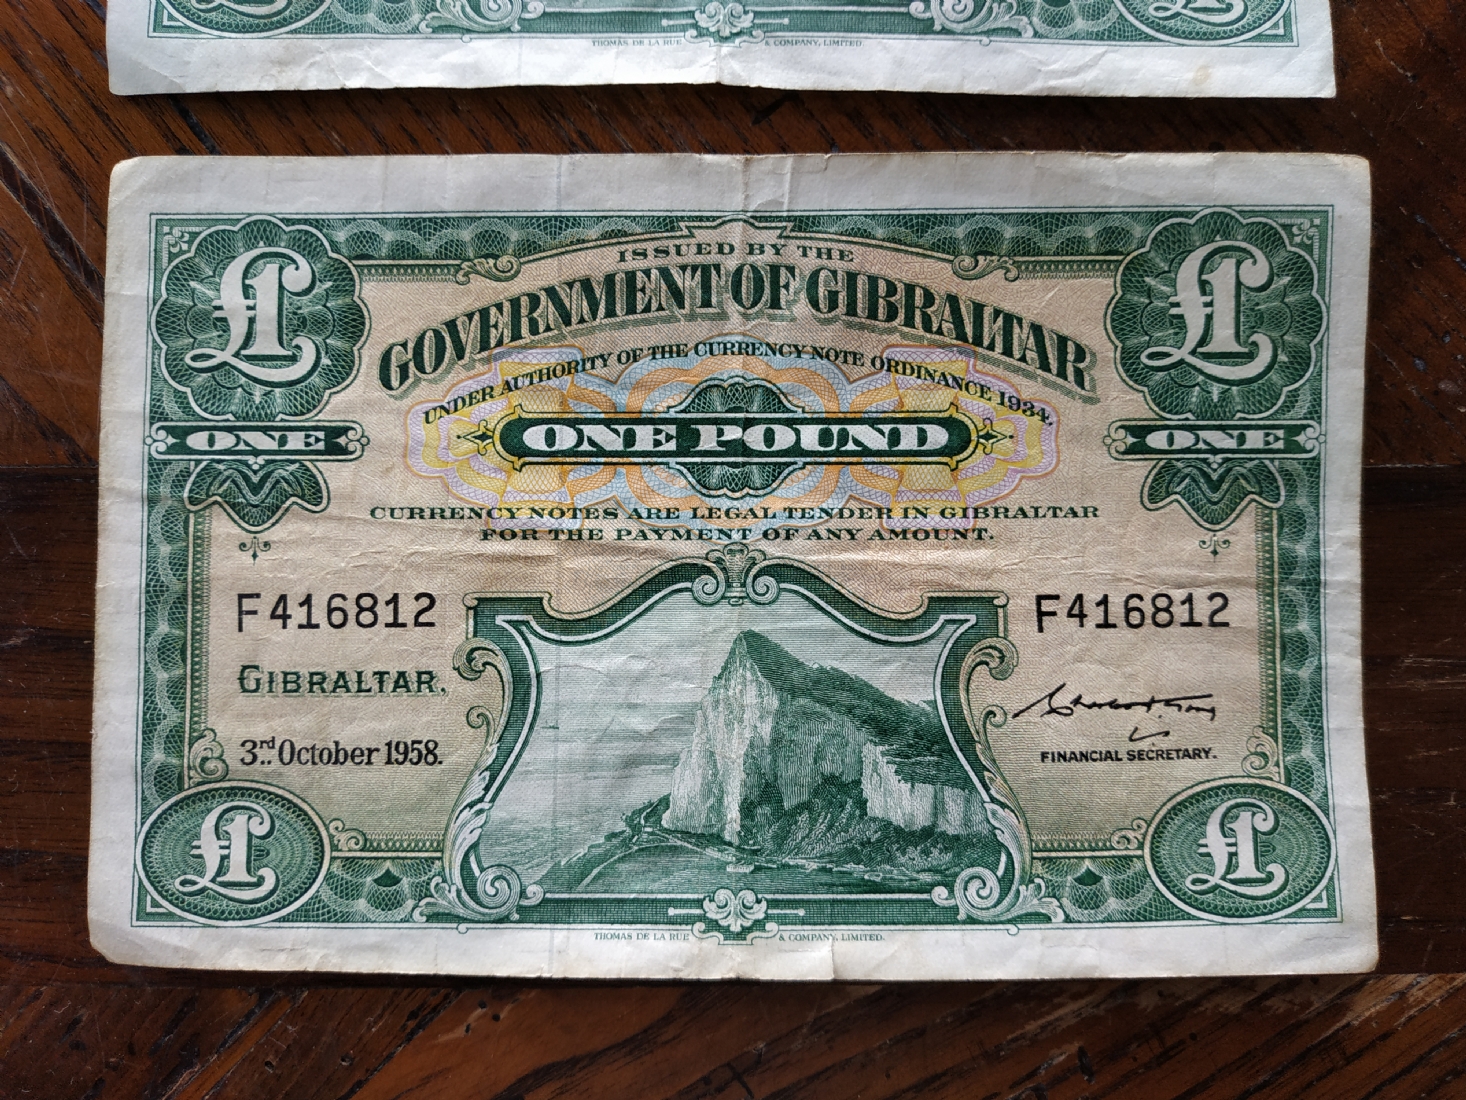 THOMAS DE LA RUE & COMPANY, LIMITED.
ISSUED BY THE
GOVERNMENT OF GIBRALTAR
UNDER AUTHORITY OF THE CURRENCY NOTE ORDINANCE 1934.
£1 £1
ONE ONE POUND ONE
CURRENCY NOTES ARE LEGAL TENDER IN GIBRALTAR
FOR THE PAYMENT OF ANY AMOUNT.
F416812 F416812
GIBRALTAR.
3rd October 1958.
FINANCIAL SECRETARY.
£1 £1
THOMAS DE LA RUE & COMPANY, LIMITED.